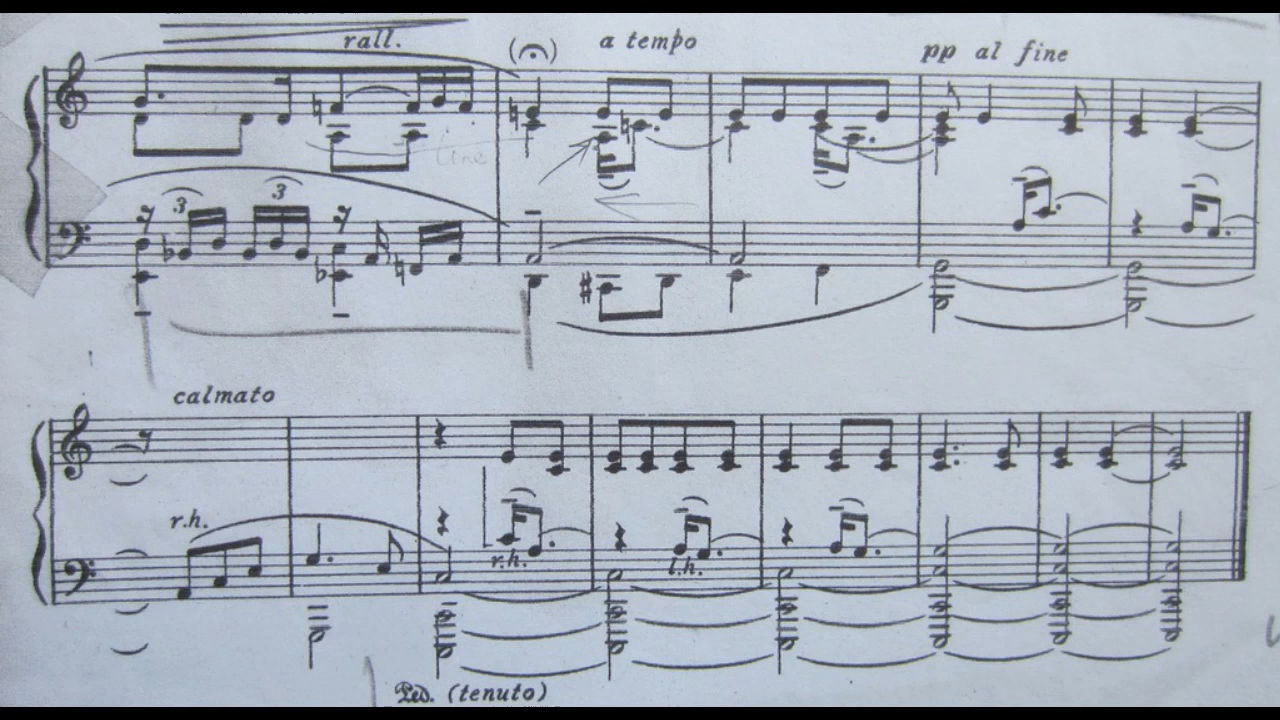 rall.
a tempo
pp al fine
3
3
calmato
r.h.
r.h.
l.h.
Ped. (tenuto)